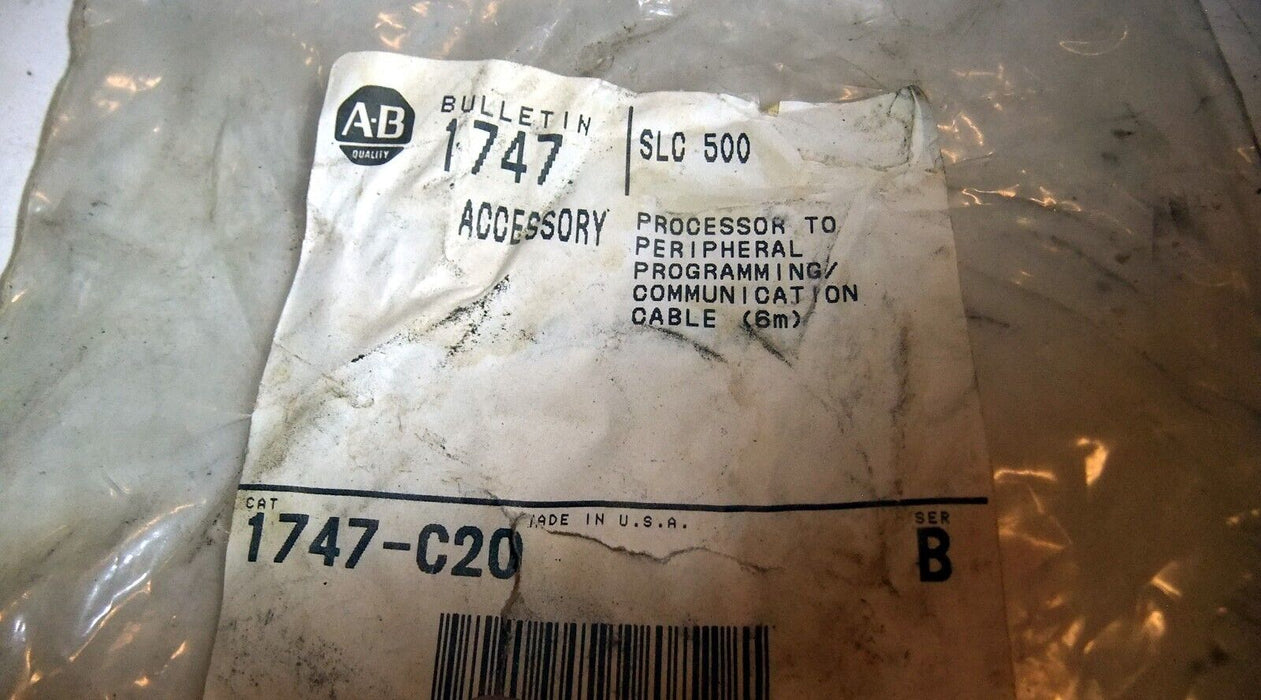 A-B
QUALITY
BULLETIN
1747
SLC 500
ACCESSORY
PROCESSOR TO
PERIPHERAL
PROGRAMMING/
COMMUNICATION
CABLE (6m)
CAT
1747-C20
MADE IN U.S.A.
SER
B